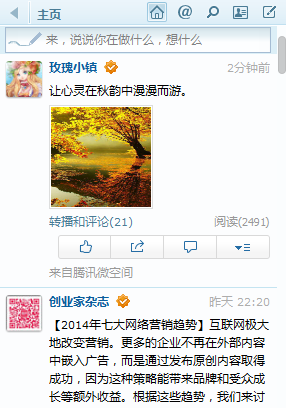 主页
来，说说你在做什么，想什么
玫瑰小镇
2分钟前
让心灵在秋韵中漫漫而游。
转播和评论(21)
阅读(2491)
来自腾讯微空间
创业家杂志
昨天 22:20
【2014年七大网络营销趋势】互联网极大
地改变营销。更多的企业不再在外部内容
中嵌入广告，而是通过发布原创内容取得
成功，因为这种策略能带来品牌和受众成
长等额外收益。根据这些趋势，我们来讨